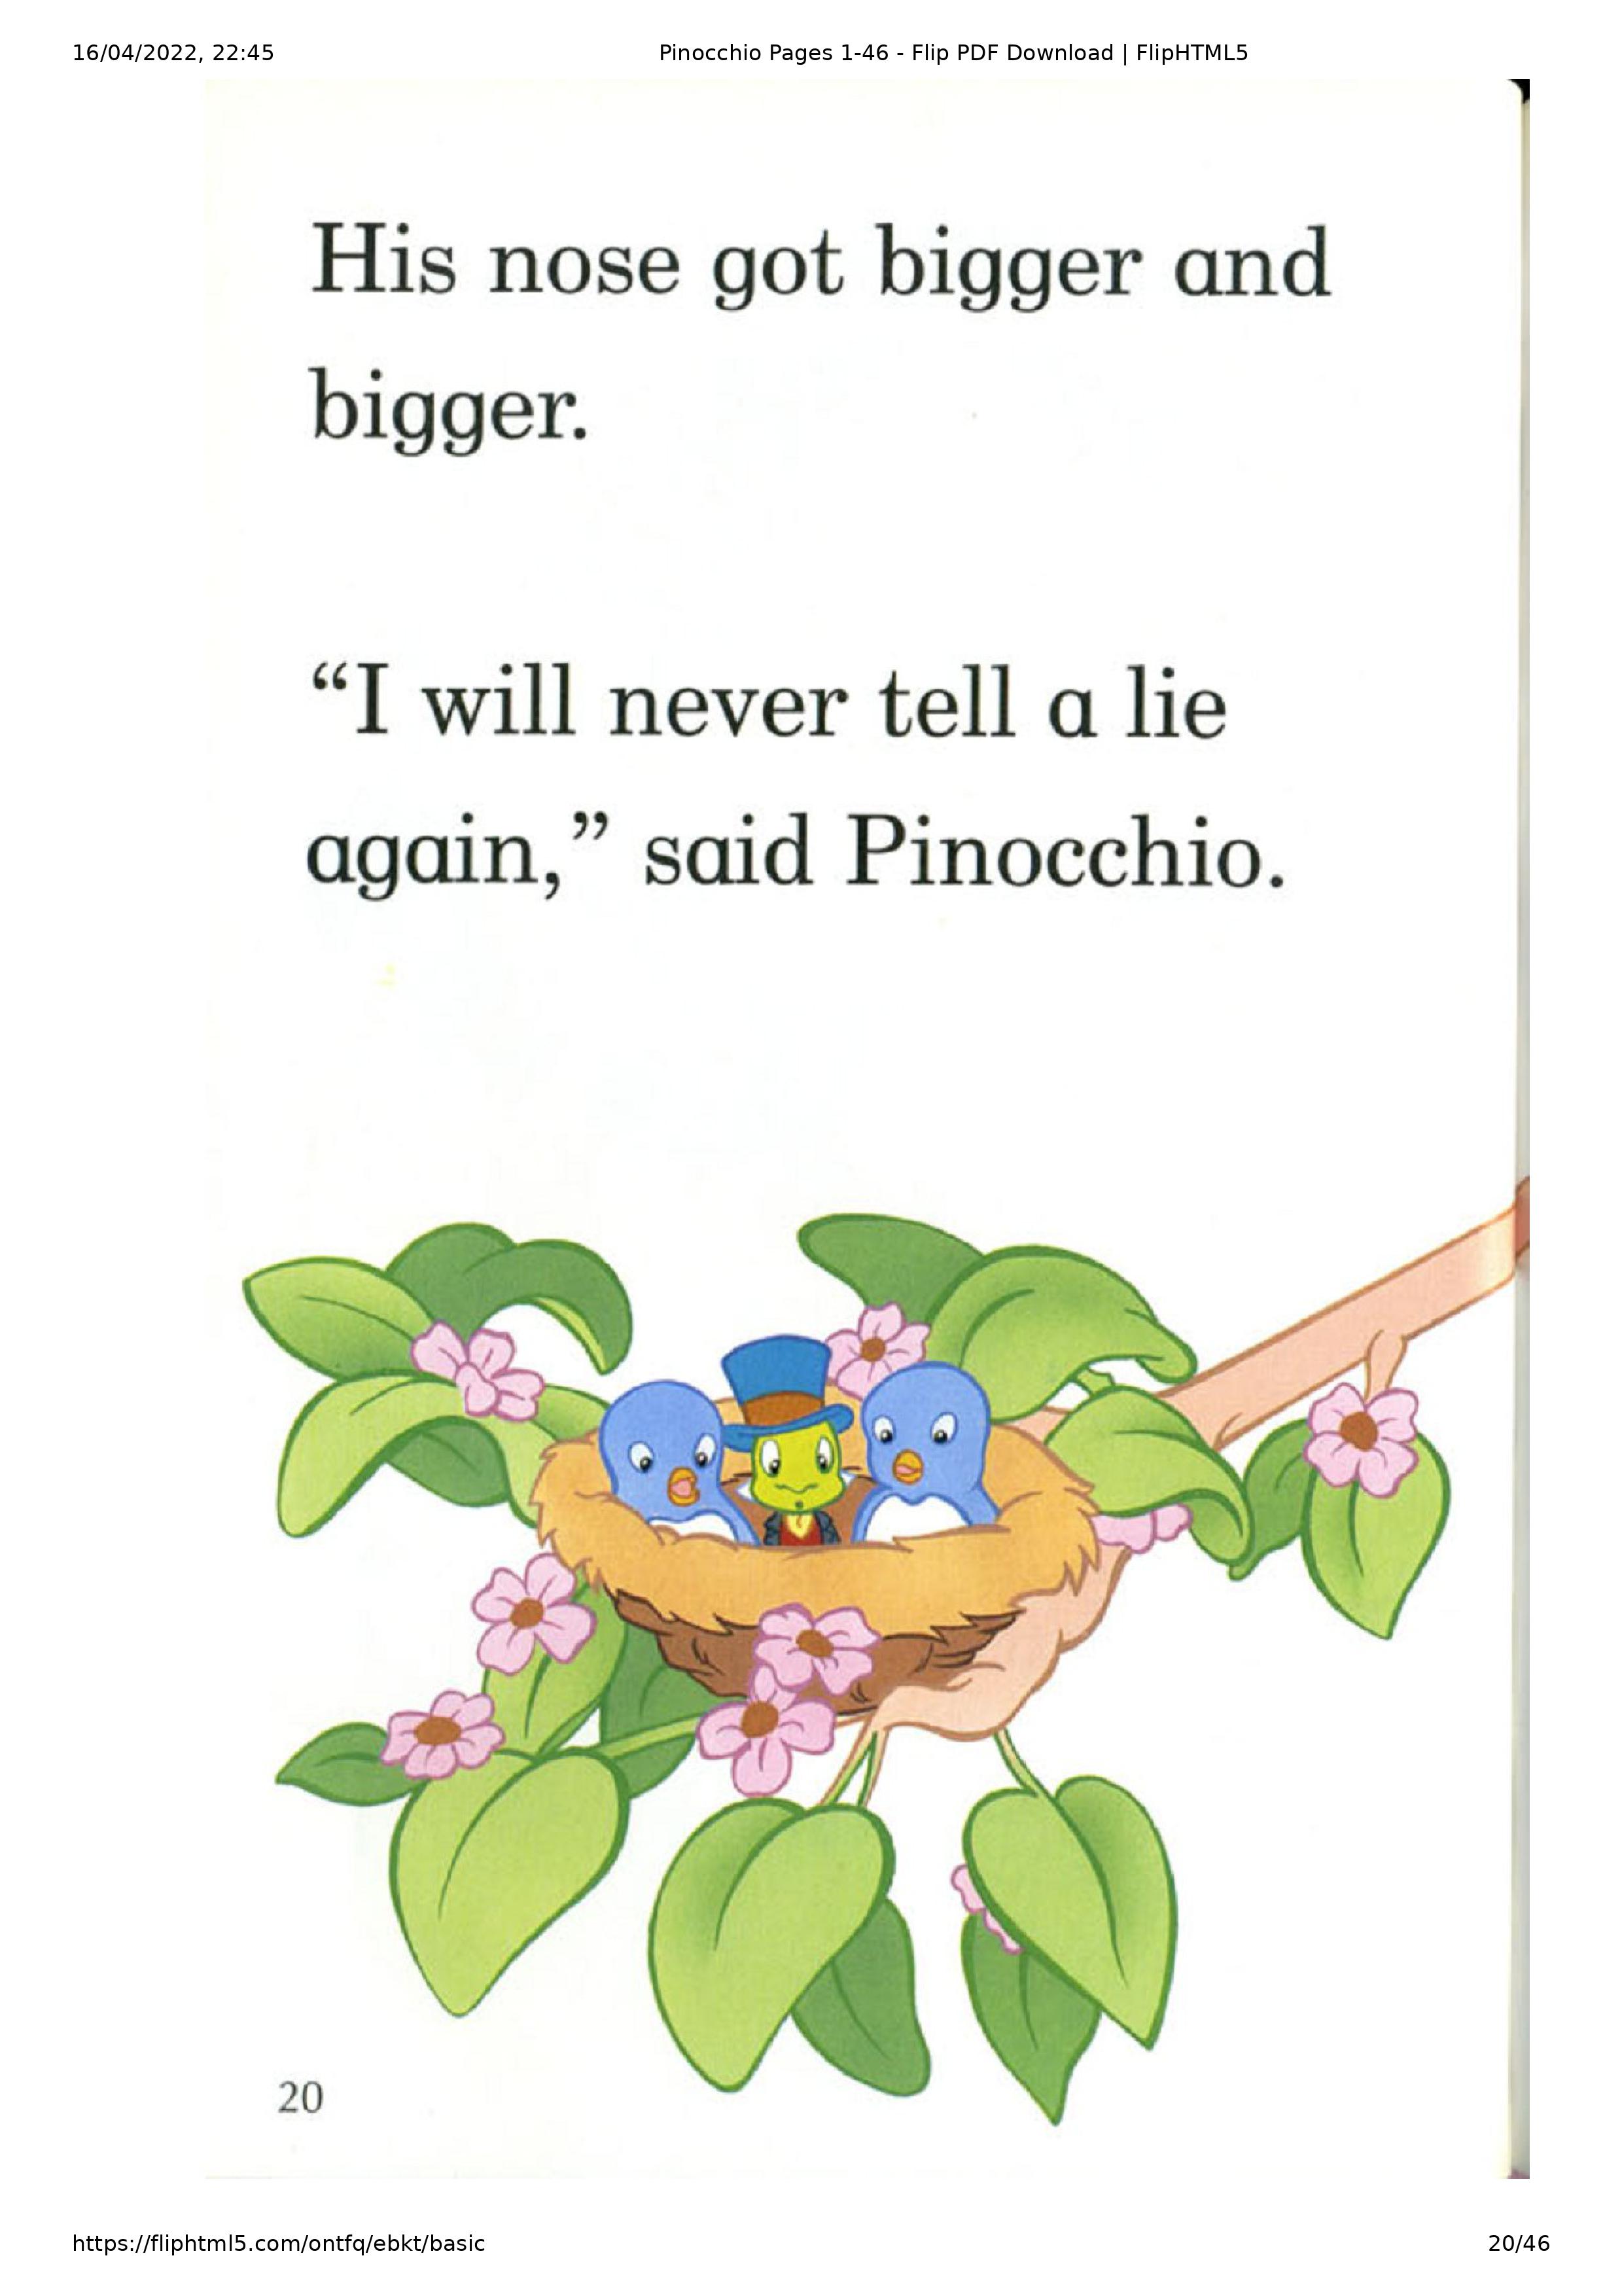 16/04/2022, 22:45 Pinocchio Pages 1-46 - Flip PDF Download | FlipHTML5
His nose got bigger and
bigger.
“I will never tell a lie
again,” said Pinocchio.
20
https://fliphtml5.com/ontfq/ebkt/basic 20/46